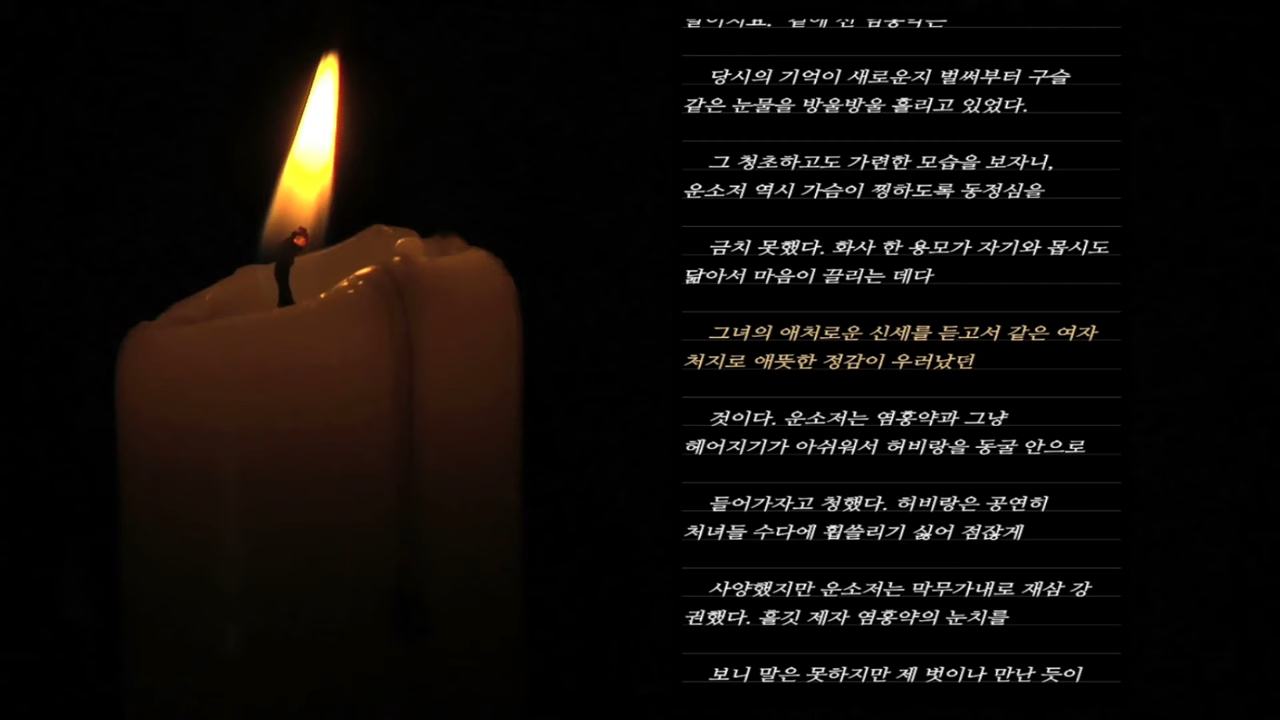 당시의 기억이 새로운지 벌써부터 구슬
같은 눈물을 방울방울 흘리고 있었다.
그 청초하고도 가련한 모습을 보자니,
운소저 역시 가슴이 찡하도록 동정심을
금치 못했다. 화사 한 용모가 자기와 몹시도
닮아서 마음이 끌리는 데다
그녀의 애처로운 신세를 듣고서 같은 여자
처지로 애뜻한 정감이 우러났던
것이다. 운소저는 염홍약과 그냥
헤어지기가 아쉬워서 허비랑을 동굴 안으로
들어가자고 청했다. 허비랑은 공연히
처녀들 수다에 휩쓸리기 싫어 점잖게
사양했지만 운소저는 막무가내로 재삼 강
권했다. 흘깃 제자 염홍약의 눈치를
보니 말은 못하지만 제 벗이나 만난 듯이